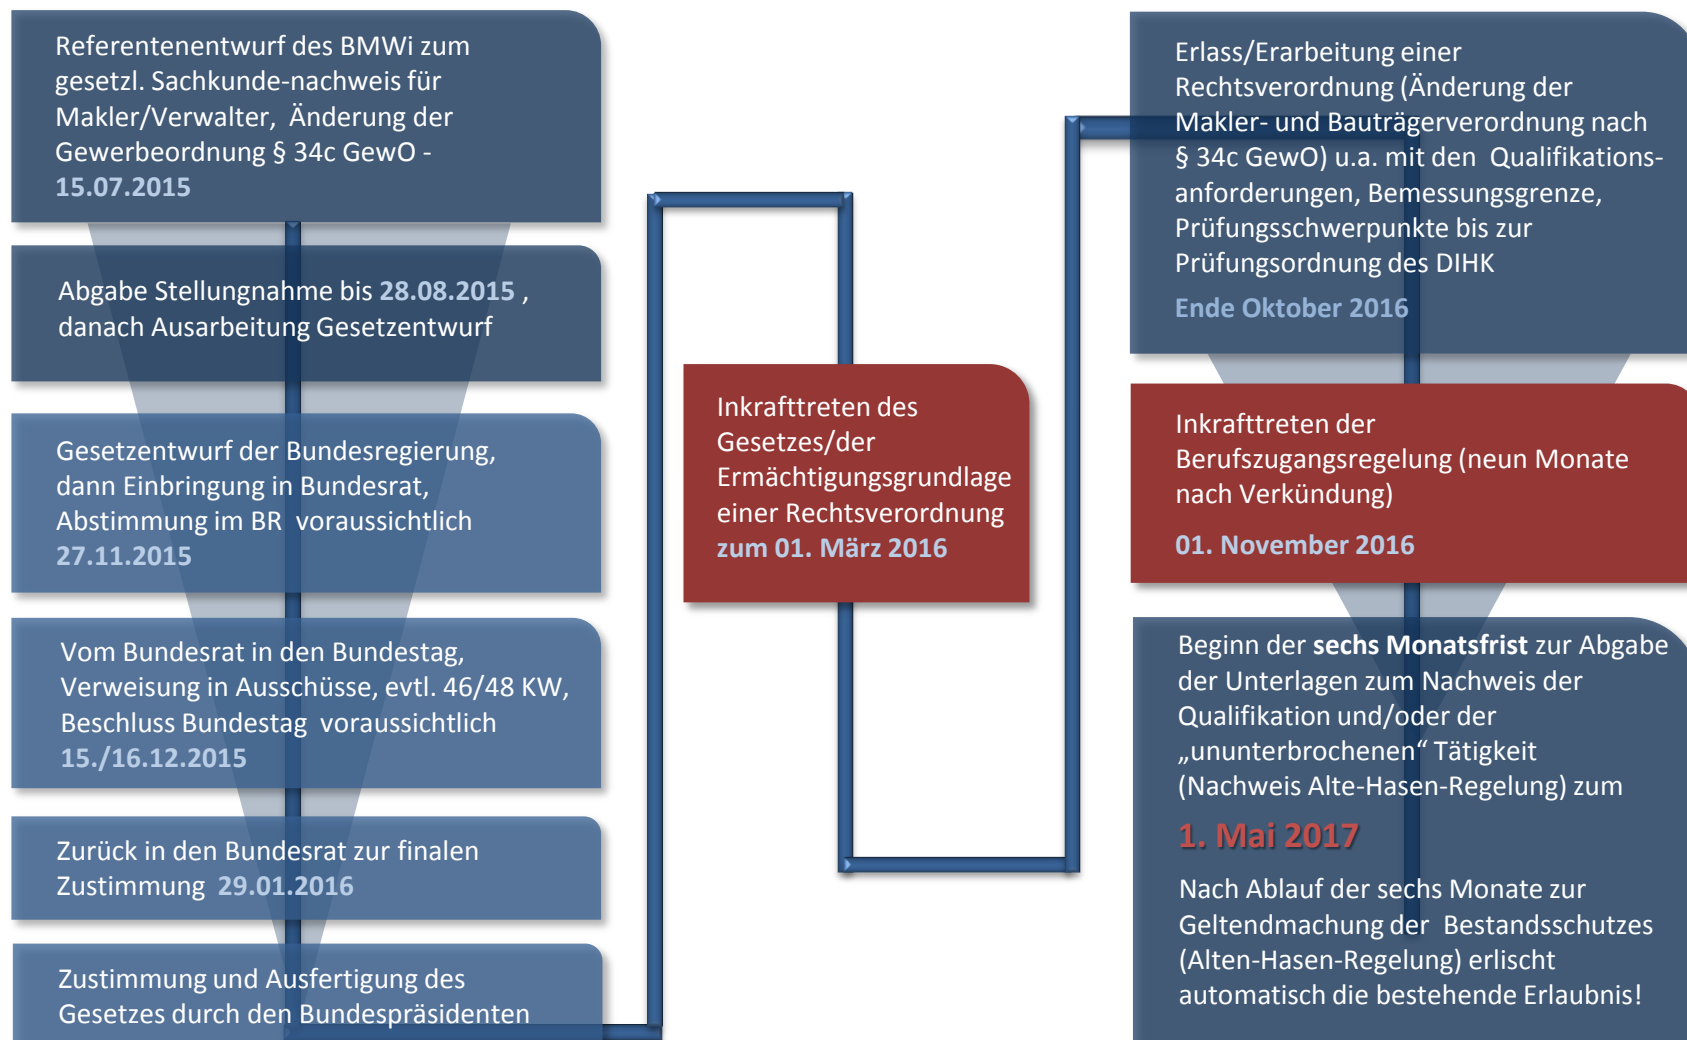 Referentenentwurf des BMWi zum
gesetzl. Sachkunde-nachweis für
Makler/Verwalter, Änderung der
Gewerbeordnung § 34c GewO -
15.07.2015
Abgabe Stellungnahme bis 28.08.2015 ,
danach Ausarbeitung Gesetzentwurf
Gesetzentwurf der Bundesregierung,
dann Einbringung in Bundesrat,
Abstimmung im BR voraussichtlich
27.11.2015
Vom Bundesrat in den Bundestag,
Verweisung in Ausschüsse, evtl. 46/48 KW,
Beschluss Bundestag voraussichtlich
15./16.12.2015
Zurück in den Bundesrat zur finalen
Zustimmung 29.01.2016
Zustimmung und Ausfertigung des
Gesetzes durch den Bundespräsidenten
Inkrafttreten des
Gesetzes/der
Ermächtigungsgrundlage
einer Rechtsverordnung
zum 01. März 2016
Erlass/Erarbeitung einer
Rechtsverordnung (Änderung der
Makler- und Bauträgerverordnung nach
§ 34c GewO) u.a. mit den Qualifikations-
anforderungen, Bemessungsgrenze,
Prüfungsschwerpunkte bis zur
Prüfungsordnung des DIHK
Ende Oktober 2016
Inkrafttreten der
Berufszugangsregelung (neun Monate
nach Verkündung)
01. November 2016
Beginn der sechs Monatsfrist zur Abgabe
der Unterlagen zum Nachweis der
Qualifikation und/oder der
„ununterbrochenen“ Tätigkeit
(Nachweis Alte-Hasen-Regelung) zum
1. Mai 2017
Nach Ablauf der sechs Monate zur
Geltendmachung der Bestandsschutzes
(Alten-Hasen-Regelung) erlischt
automatisch die bestehende Erlaubnis!